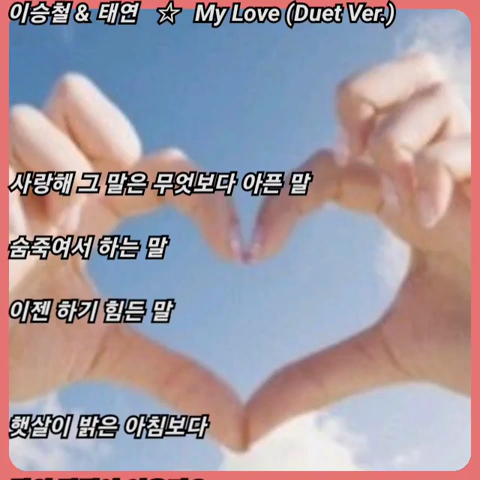 이승철 & 태연 ☆ My Love (Duet Ver.)
사랑해 그 말은 무엇보다 아픈 말
숨죽여서 하는 말
이젠 하기 힘든 말
햇살이 밝은 아침보다